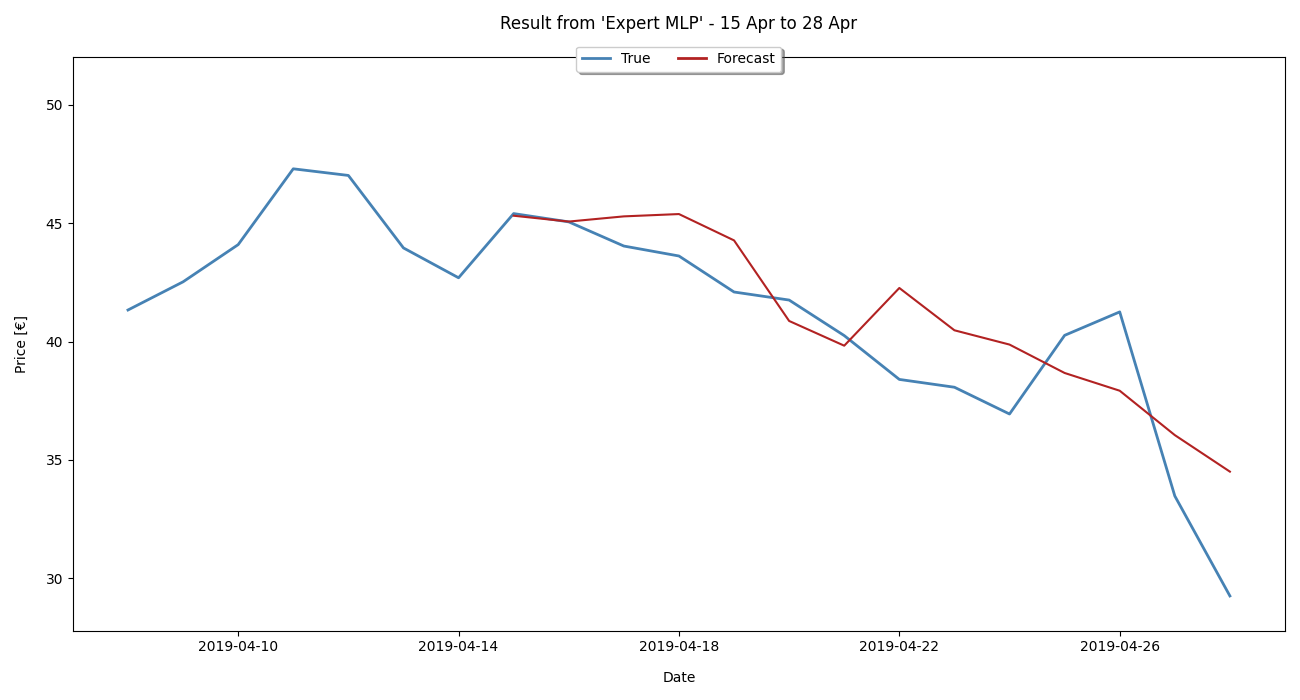 Result from 'Expert MLP' - 15 Apr to 28 Apr
True Forecast
50
45
40
35
30
Price [€]
2019-04-10 2019-04-14 2019-04-18 2019-04-22 2019-04-26
Date